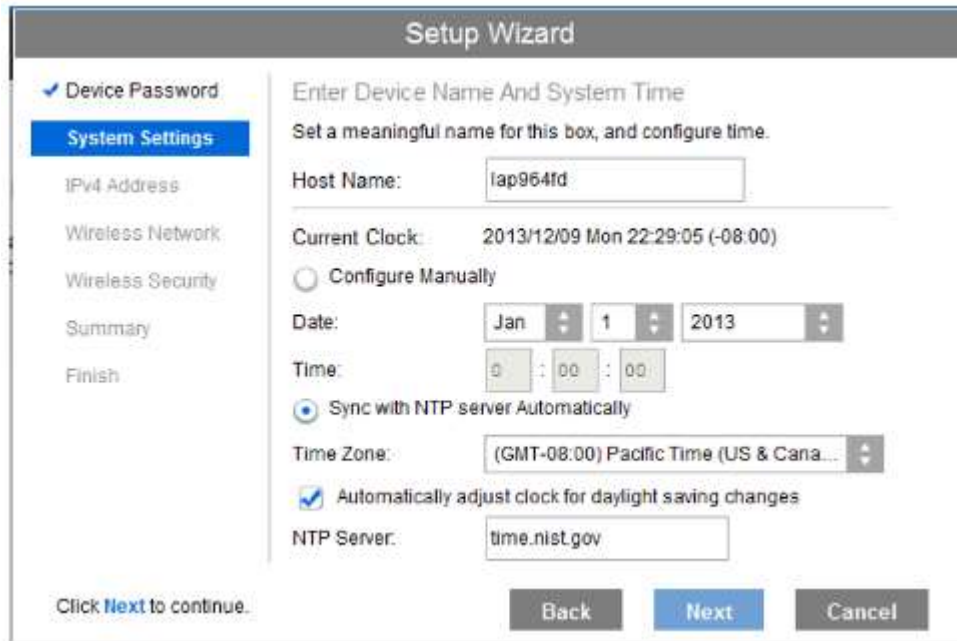 Setup Wizard
Device Password
System Settings
IPv4 Address
Wireless Network
Wireless Security
Summary
Finish
Enter Device Name And System Time
Set a meaningful name for this box, and configure time.
Host Name: lap964fd
Current Clock: 2013/12/09 Mon 22:29:05 (-08:00)
Configure Manually
Date: Jan 1 2013
Time: 0 : 00 : 00
Sync with NTP server Automatically
Time Zone: (GMT-08:00) Pacific Time (US & Cana...
Automatically adjust clock for daylight saving changes
NTP Server: time.nist.gov
Click Next to continue.
Back Next Cancel